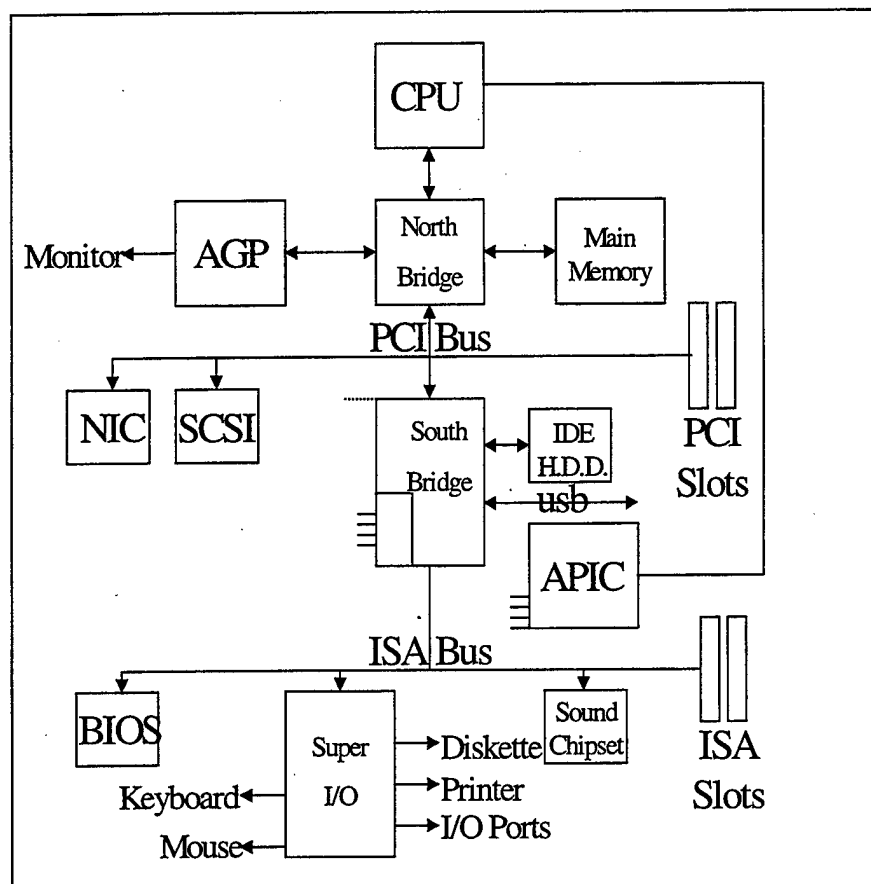 CPU
North
Bridge
AGP
Monitor
Main
Memory
PCI Bus
NIC
SCSI
PCI
Slots
South
Bridge
IDE
H.D.D.
usb
APIC
ISA Bus
BIOS
Super
I/O
Sound
Chipset
ISA
Slots
Diskette
Printer
I/O Ports
Keyboard
Mouse